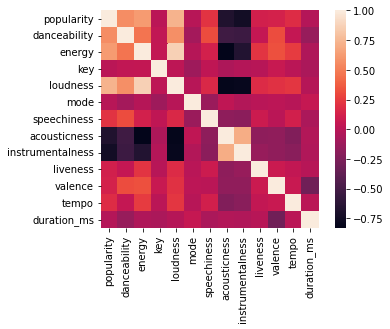 popularity
danceability
energy
key
loudness
mode
speechiness
acousticness
instrumentalness
liveness
valence
tempo
duration_ms
popularity
danceability
energy
key
loudness
mode
speechiness
acousticness
instrumentalness
liveness
valence
tempo
duration_ms
1.00
0.75
0.50
0.25
0.00
−0.25
−0.50
−0.75